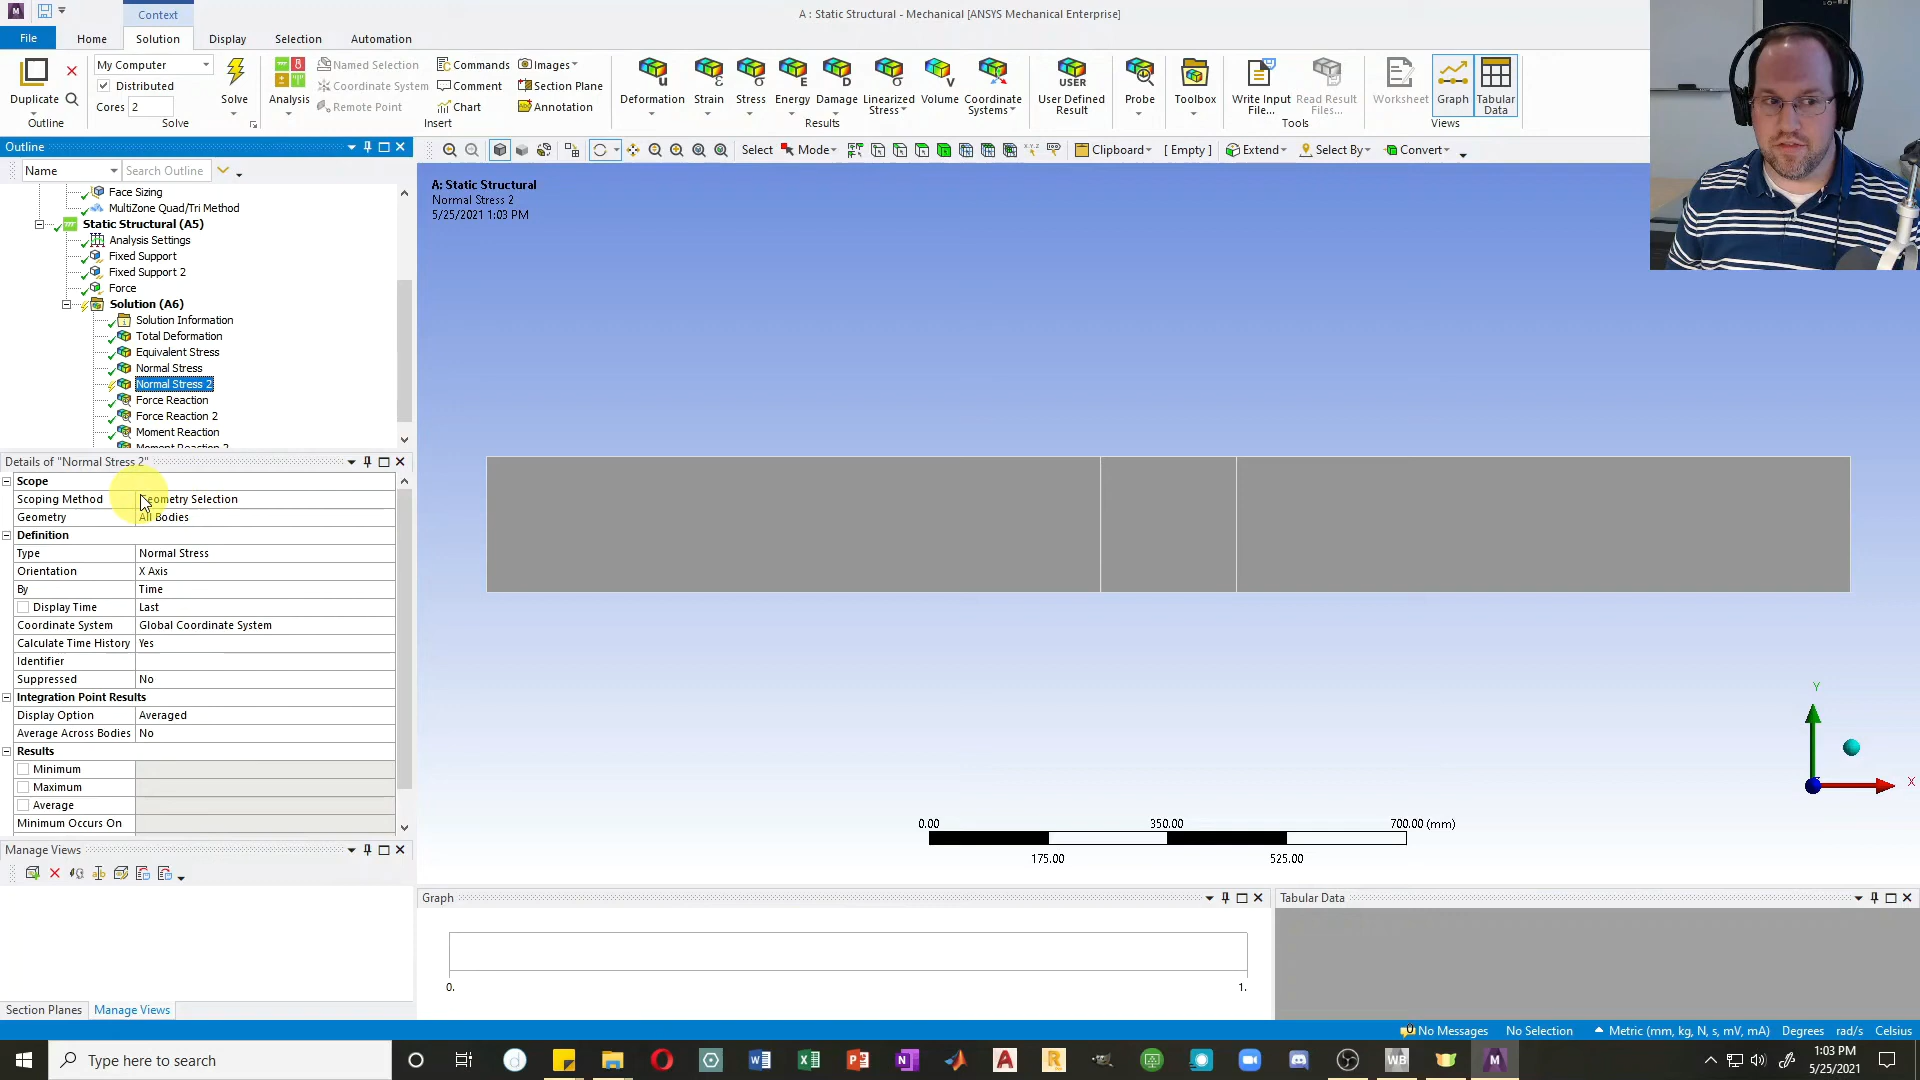 Context
A : Static Structural - Mechanical [ANSYS Mechanical Enterprise]
File
Home
Solution
Display
Selection
Automation
Duplicate
Outline
My Computer
Distributed
Cores 2
Solve
Solve
Analysis
Named Selection
Coordinate System
Remote Point
Commands
Comment
Chart
Images
Section Plane
Annotation
Insert
Deformation
Strain
Stress
Energy
Damage
Linearized Stress
Volume
Coordinate Systems
Results
User Defined Result
Probe
Toolbox
Write Input File...
Read Result Files...
Tools
Worksheet
Graph
Tabular Data
Views
Outline
Name
Search Outline
Select
Mode
Clipboard
[ Empty ]
Extend
Select By
Convert
Face Sizing
MultiZone Quad/Tri Method
Static Structural (A5)
Analysis Settings
Fixed Support
Fixed Support 2
Force
Solution (A6)
Solution Information
Total Deformation
Equivalent Stress
Normal Stress
Normal Stress 2
Force Reaction
Force Reaction 2
Moment Reaction
Moment Reaction 2
Details of "Normal Stress 2"
Scope
Scoping Method Geometry Selection
Geometry All Bodies
Definition
Type Normal Stress
Orientation X Axis
By Time
Display Time Last
Coordinate System Global Coordinate System
Calculate Time History Yes
Identifier
Suppressed No
Integration Point Results
Display Option Averaged
Average Across Bodies No
Results
Minimum
Maximum
Average
Minimum Occurs On
Manage Views
Section Planes
Manage Views
A: Static Structural
Normal Stress 2
5/25/2021 1:03 PM
Y
X
0.00 350.00 700.00 (mm)
175.00 525.00
Graph
0. 1.
Tabular Data
No Messages
No Selection
Metric (mm, kg, N, s, mV, mA)
Degrees
rad/s
Celsius
Type here to search
1:03 PM
5/25/2021